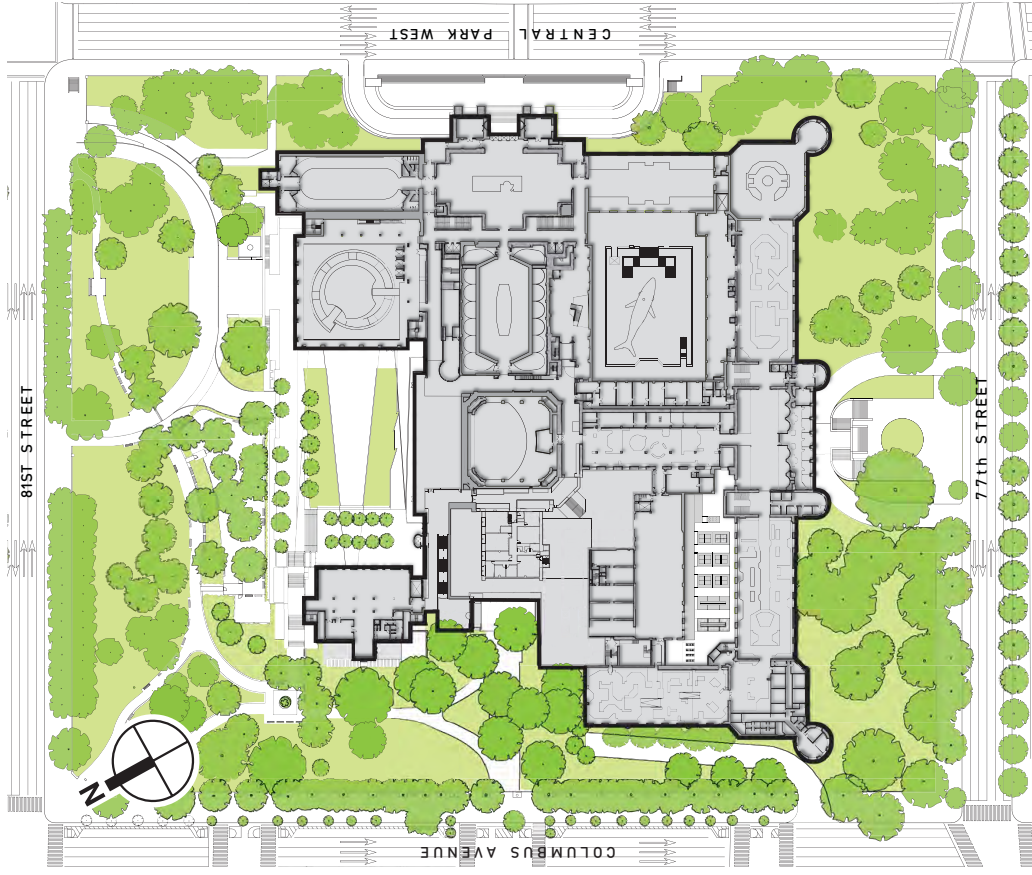 CENTRAL PARK WEST
81ST STREET
77th STREET
N
COLUMBUS AVENUE